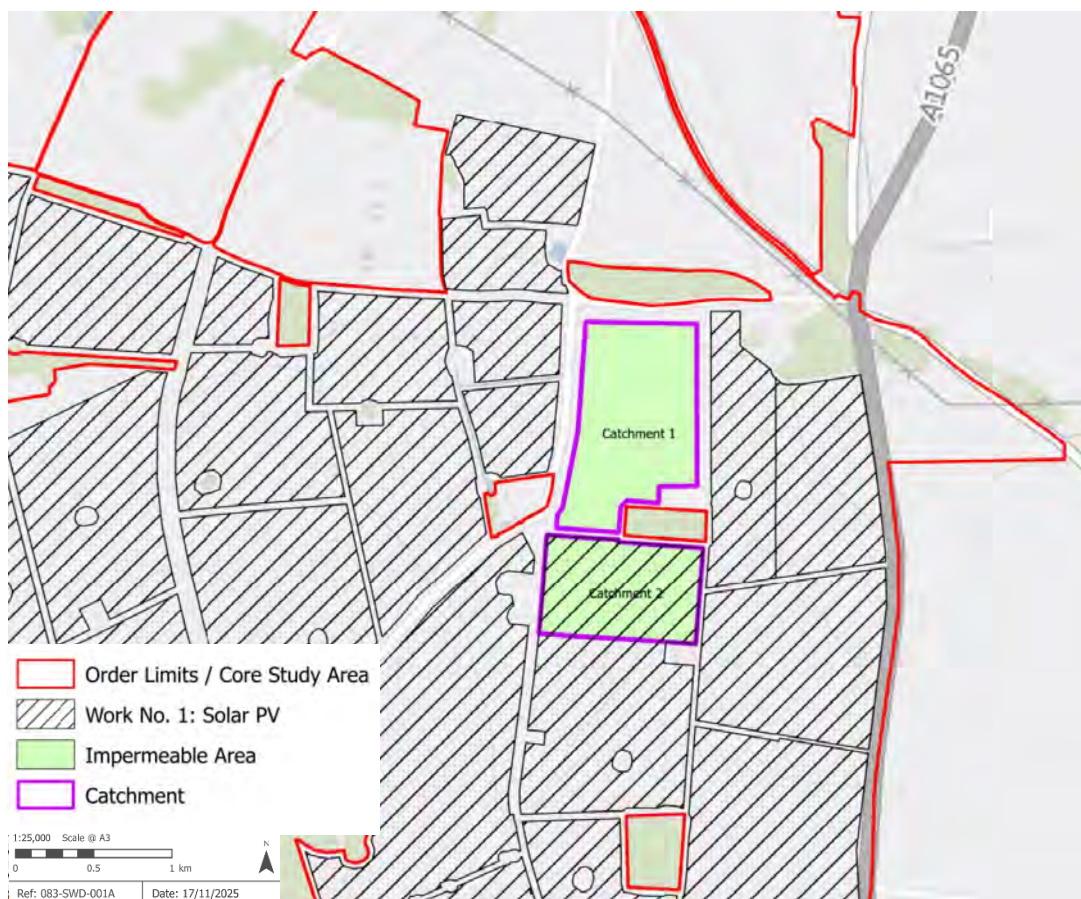 A1065
Catchment 1
Catchment 2
Order Limits / Core Study Area
Work No. 1: Solar PV
Impermeable Area
Catchment
1:25,000 Scale @ A3
N
0 0.5 1 km
Ref: 083-SWD-001A Date: 17/11/2025